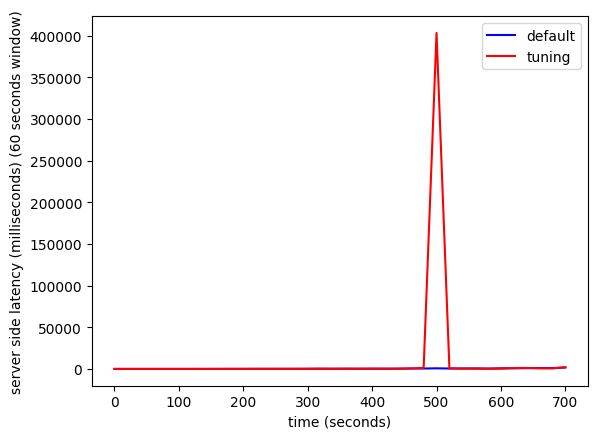 server side latency (milliseconds) (60 seconds window)
400000
350000
300000
250000
200000
150000
100000
50000
0
default
tuning
0 100 200 300 400 500 600 700
time (seconds)